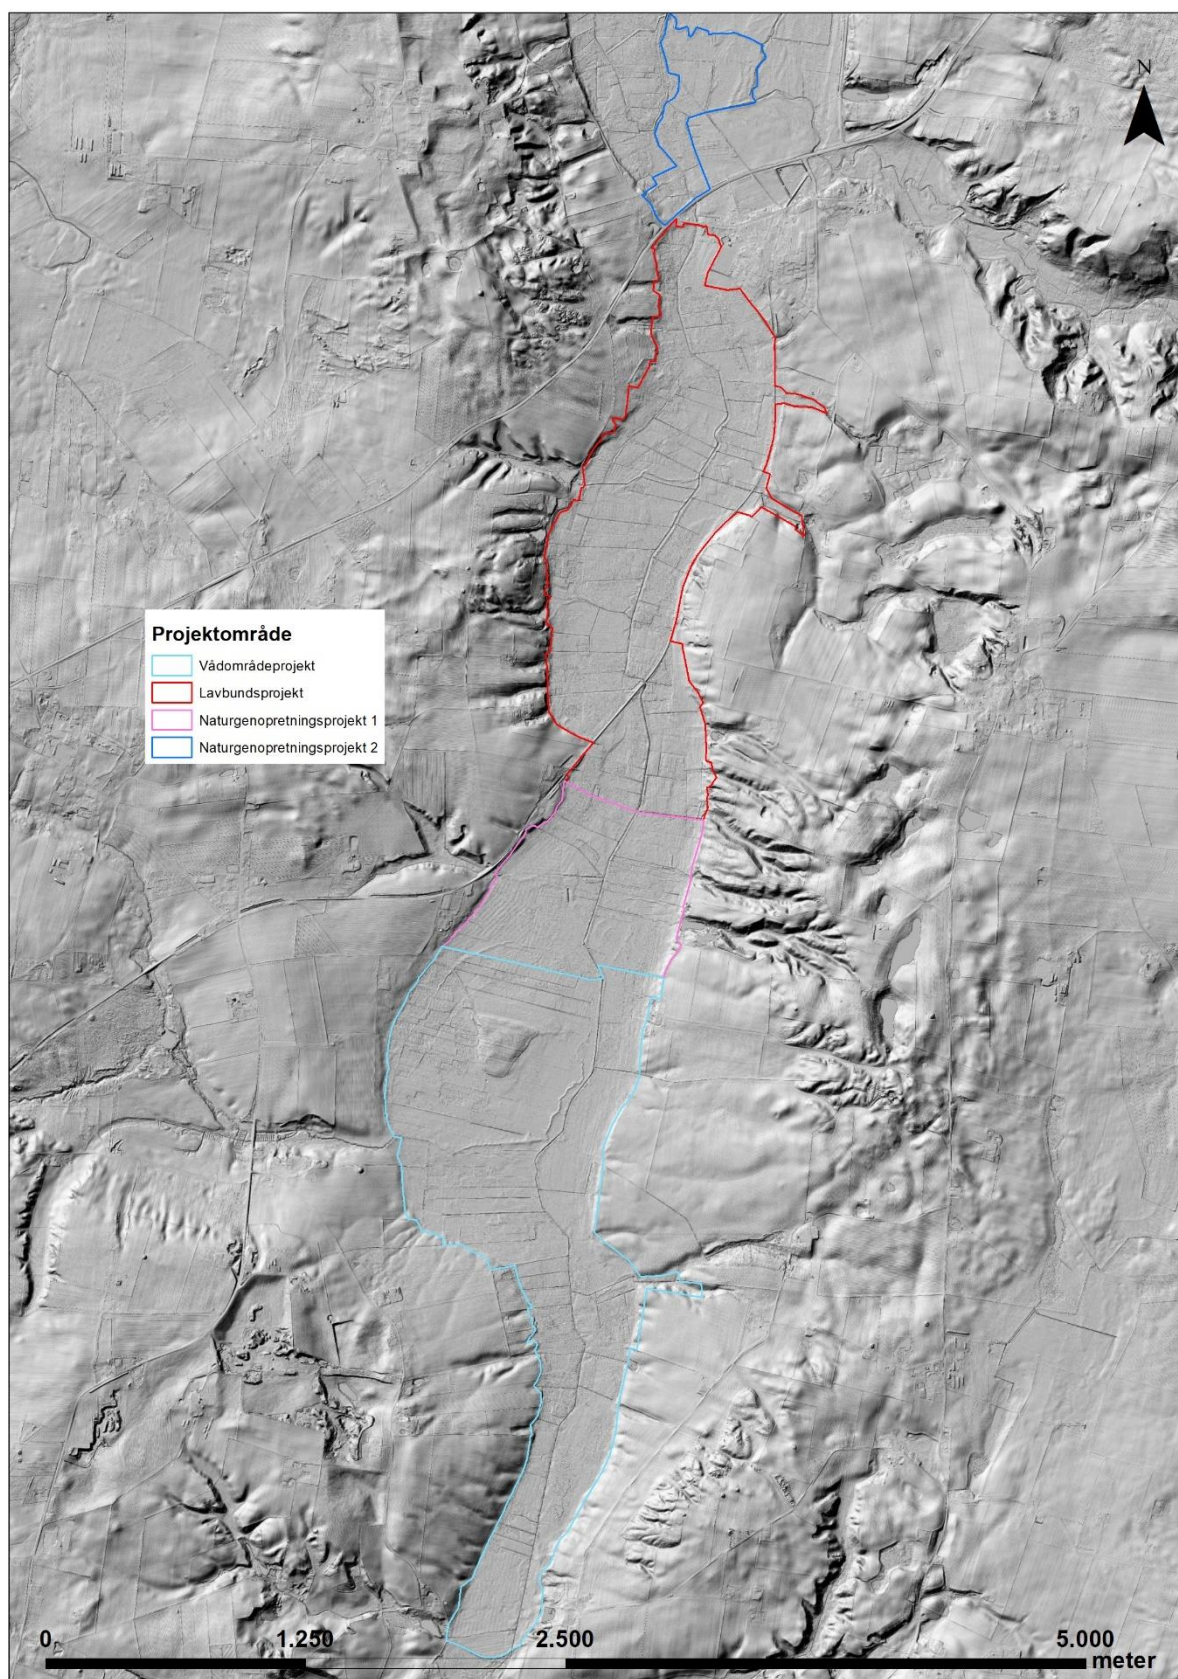 N
Projektområde
Vådområdeprojekt
Lavbundsprojekt
Naturgenopretningsprojekt 1
Naturgenopretningsprojekt 2
0 1.250 2.500 5.000
meter